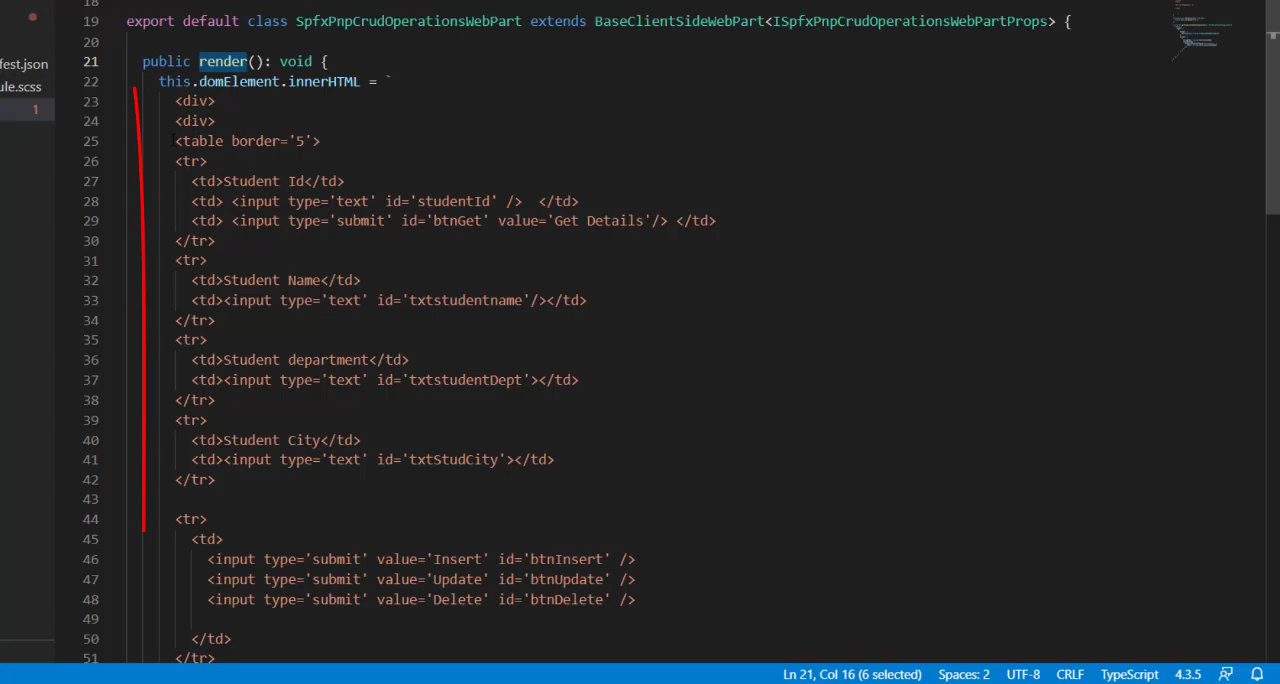 18
19 export default class SpfxPnpCrudOperationsWebPart extends BaseClientSideWebPart<ISpfxPnpCrudOperationsWebPartProps> {
20
fest.json
21 public render(): void {
ule.scss
22 this.domElement.innerHTML = `
1
23 <div>
24 <div>
25 <table border='5'>
26 <tr>
27 <td>Student Id</td>
28 <td> <input type='text' id='studentId' />  </td>
29 <td> <input type='submit' id='btnGet' value='Get Details'/> </td>
30 </tr>
31 <tr>
32 <td>Student Name</td>
33 <td><input type='text' id='txtstudentname'/></td>
34 </tr>
35 <tr>
36 <td>Student department</td>
37 <td><input type='text' id='txtstudentDept'></td>
38 </tr>
39 <tr>
40 <td>Student City</td>
41 <td><input type='text' id='txtStudCity'></td>
42 </tr>
43
44 <tr>
45 <td>
46 <input type='submit' value='Insert' id='btnInsert' />
47 <input type='submit' value='Update' id='btnUpdate' />
48 <input type='submit' value='Delete' id='btnDelete' />
49
50 </td>
51 </tr>
Ln 21, Col 16 (6 selected) Spaces: 2 UTF-8 CRLF TypeScript 4.3.5